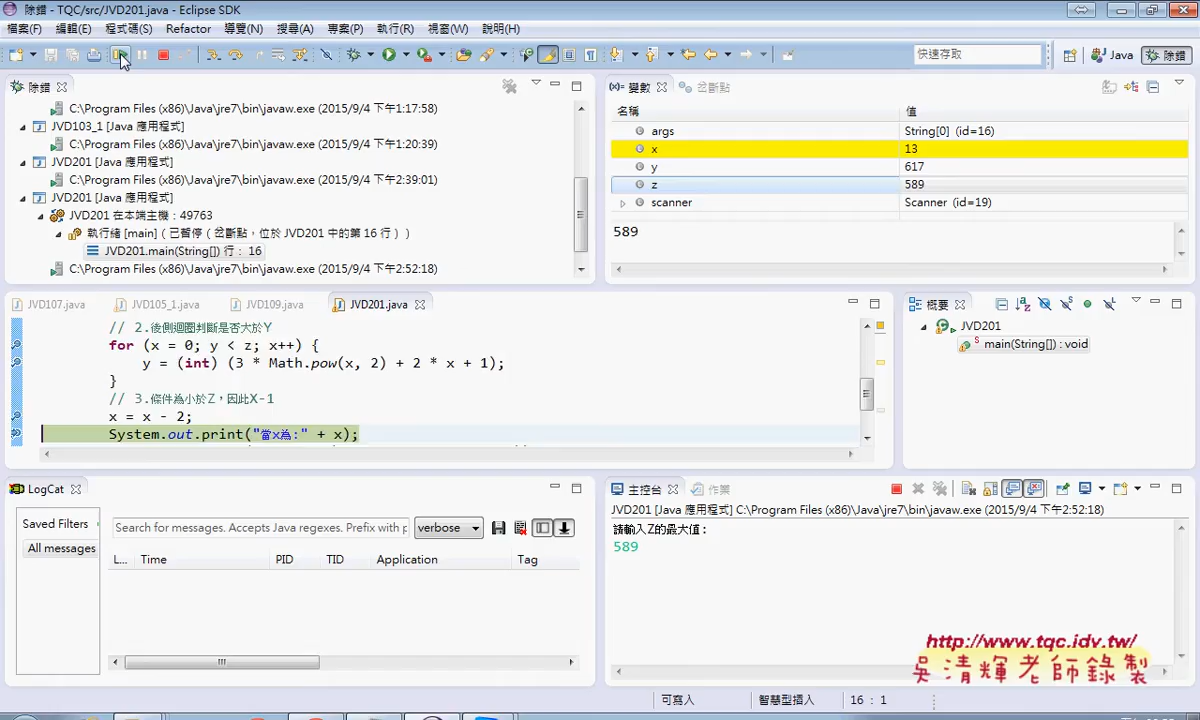 除錯 - TQC/src/JVD201.java - Eclipse SDK
檔案(F) 編輯(E) 程式碼(S) Refactor 導覽(N) 搜尋(A) 專案(P) 執行(R) 視窗(W) 說明(H)
快速存取 Java 除錯
除錯
C:\Program Files (x86)\Java\jre7\bin\javaw.exe (2015/9/4 下午1:17:58)
JVD103_1 [Java 應用程式]
C:\Program Files (x86)\Java\jre7\bin\javaw.exe (2015/9/4 下午1:20:39)
JVD201 [Java 應用程式]
C:\Program Files (x86)\Java\jre7\bin\javaw.exe (2015/9/4 下午2:39:01)
JVD201 [Java 應用程式]
JVD201 在本端主機：49763
執行緒 [main]（已暫停（岔斷點，位於 JVD201 中的第 16 行））
JVD201.main(String[]) 行： 16
C:\Program Files (x86)\Java\jre7\bin\javaw.exe (2015/9/4 下午2:52:18)
(x)= 變數 岔斷點
名稱 值
args String[0] (id=16)
x 13
y 617
z 589
scanner Scanner (id=19)
589
JVD107.java JVD105_1.java JVD109.java JVD201.java
// 2.後側迴圈判斷是否大於Y
for (x = 0; y < z; x++) {
y = (int) (3 * Math.pow(x, 2) + 2 * x + 1);
}
// 3.條件為小於Z，因此X-1
x = x - 2;
System.out.print("當x為:" + x);
概要
JVD201
main(String[]) : void
LogCat
Saved Filters
All messages
Search for messages. Accepts Java regexes. Prefix with p
verbose
L... Time PID TID Application Tag
主控台 作業
JVD201 [Java 應用程式] C:\Program Files (x86)\Java\jre7\bin\javaw.exe (2015/9/4 下午2:52:18)
請輸入Z的最大值:
589
http://www.tqc.idv.tw/
吳清輝老師錄製
可寫入 智慧型插入 16 : 1